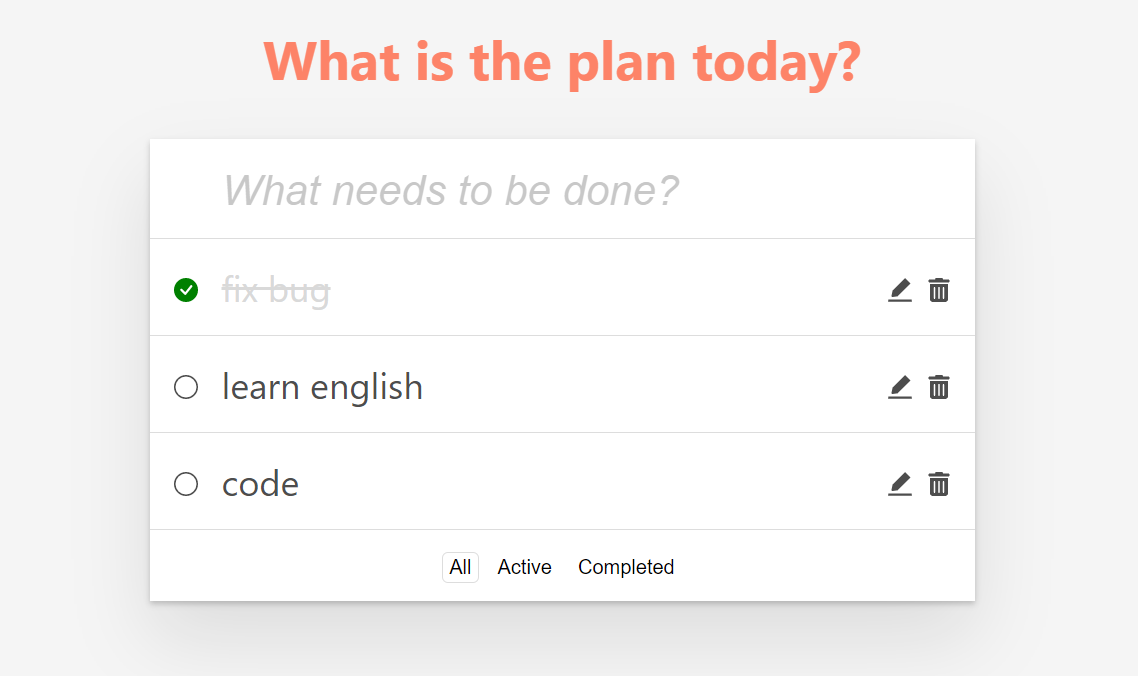 What is the plan today?
What needs to be done?
fix bug
learn english
code
All Active Completed